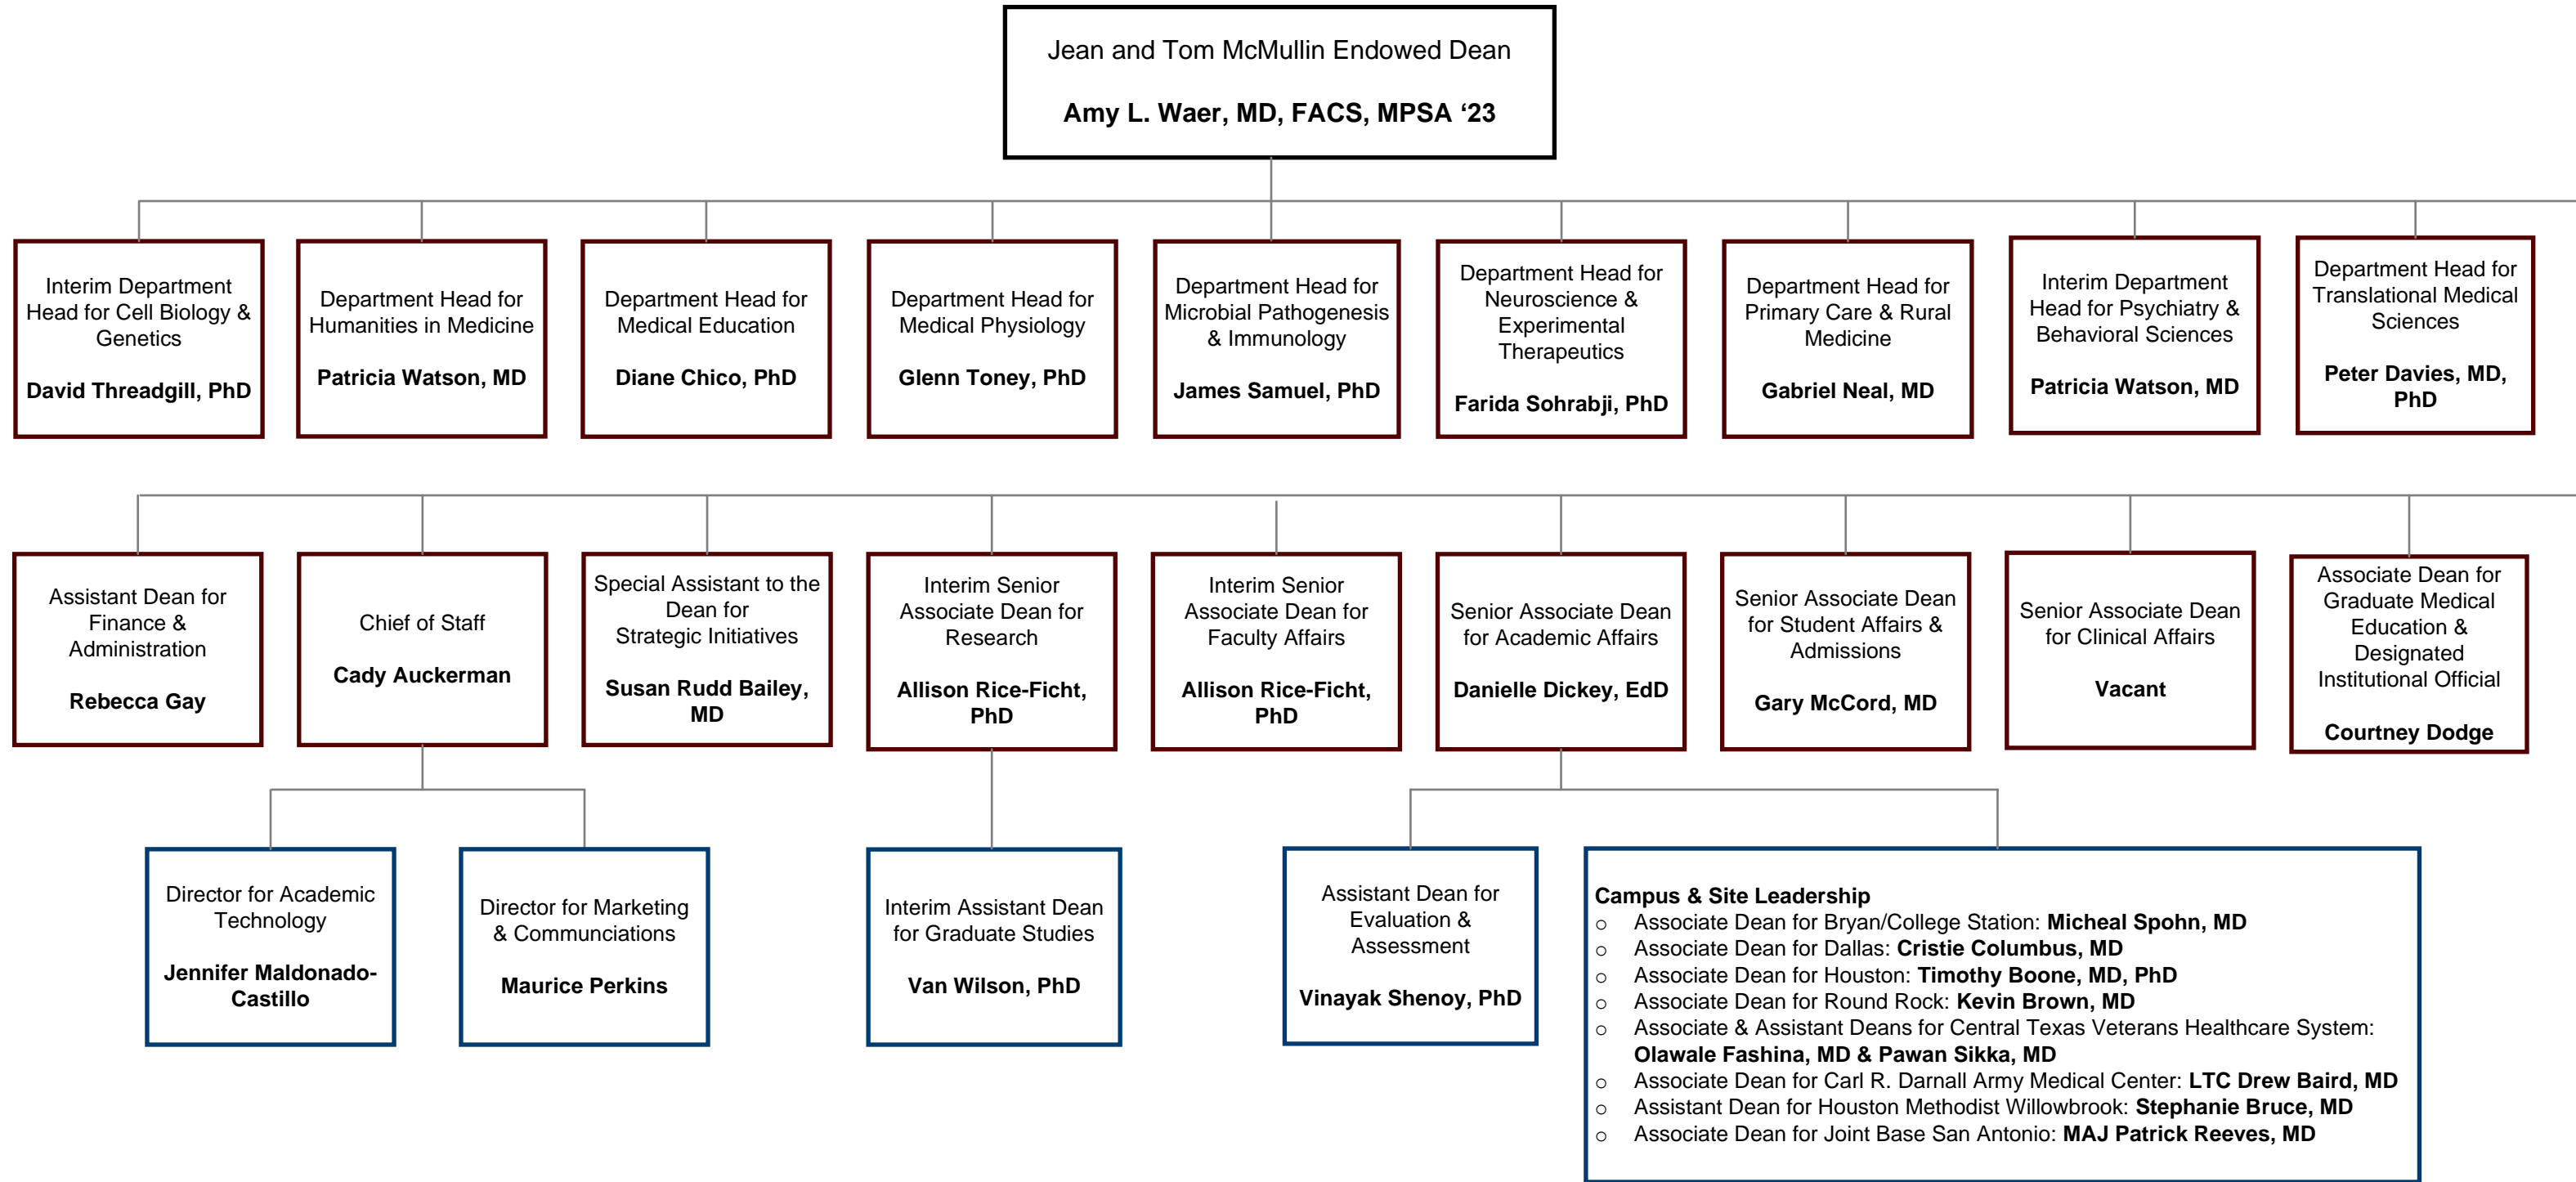 Jean and Tom McMullin Endowed Dean
Amy L. Waer, MD, FACS, MPSA ‘23
Interim Department
Head for Cell Biology &
Genetics
David Threadgill, PhD
Department Head for
Humanities in Medicine
Patricia Watson, MD
Department Head for
Medical Education
Diane Chico, PhD
Department Head for
Medical Physiology
Glenn Toney, PhD
Department Head for
Microbial Pathogenesis
& Immunology
James Samuel, PhD
Department Head for
Neuroscience &
Experimental
Therapeutics
Farida Sohrabji, PhD
Department Head for
Primary Care & Rural
Medicine
Gabriel Neal, MD
Interim Department
Head for Psychiatry &
Behavioral Sciences
Patricia Watson, MD
Department Head for
Translational Medical
Sciences
Peter Davies, MD,
PhD
Assistant Dean for
Finance &
Administration
Rebecca Gay
Chief of Staff
Cady Auckerman
Special Assistant to the
Dean for
Strategic Initiatives
Susan Rudd Bailey,
MD
Interim Senior
Associate Dean for
Research
Allison Rice-Ficht,
PhD
Interim Senior
Associate Dean for
Faculty Affairs
Allison Rice-Ficht,
PhD
Senior Associate Dean
for Academic Affairs
Danielle Dickey, EdD
Senior Associate Dean
for Student Affairs &
Admissions
Gary McCord, MD
Senior Associate Dean
for Clinical Affairs
Vacant
Associate Dean for
Graduate Medical
Education &
Designated
Institutional Official
Courtney Dodge
Director for Academic
Technology
Jennifer Maldonado-
Castillo
Director for Marketing
& Communciations
Maurice Perkins
Interim Assistant Dean
for Graduate Studies
Van Wilson, PhD
Assistant Dean for
Evaluation &
Assessment
Vinayak Shenoy, PhD
Campus & Site Leadership
o Associate Dean for Bryan/College Station: Micheal Spohn, MD
o Associate Dean for Dallas: Cristie Columbus, MD
o Associate Dean for Houston: Timothy Boone, MD, PhD
o Associate Dean for Round Rock: Kevin Brown, MD
o Associate & Assistant Deans for Central Texas Veterans Healthcare System:
Olawale Fashina, MD & Pawan Sikka, MD
o Associate Dean for Carl R. Darnall Army Medical Center: LTC Drew Baird, MD
o Assistant Dean for Houston Methodist Willowbrook: Stephanie Bruce, MD
o Associate Dean for Joint Base San Antonio: MAJ Patrick Reeves, MD